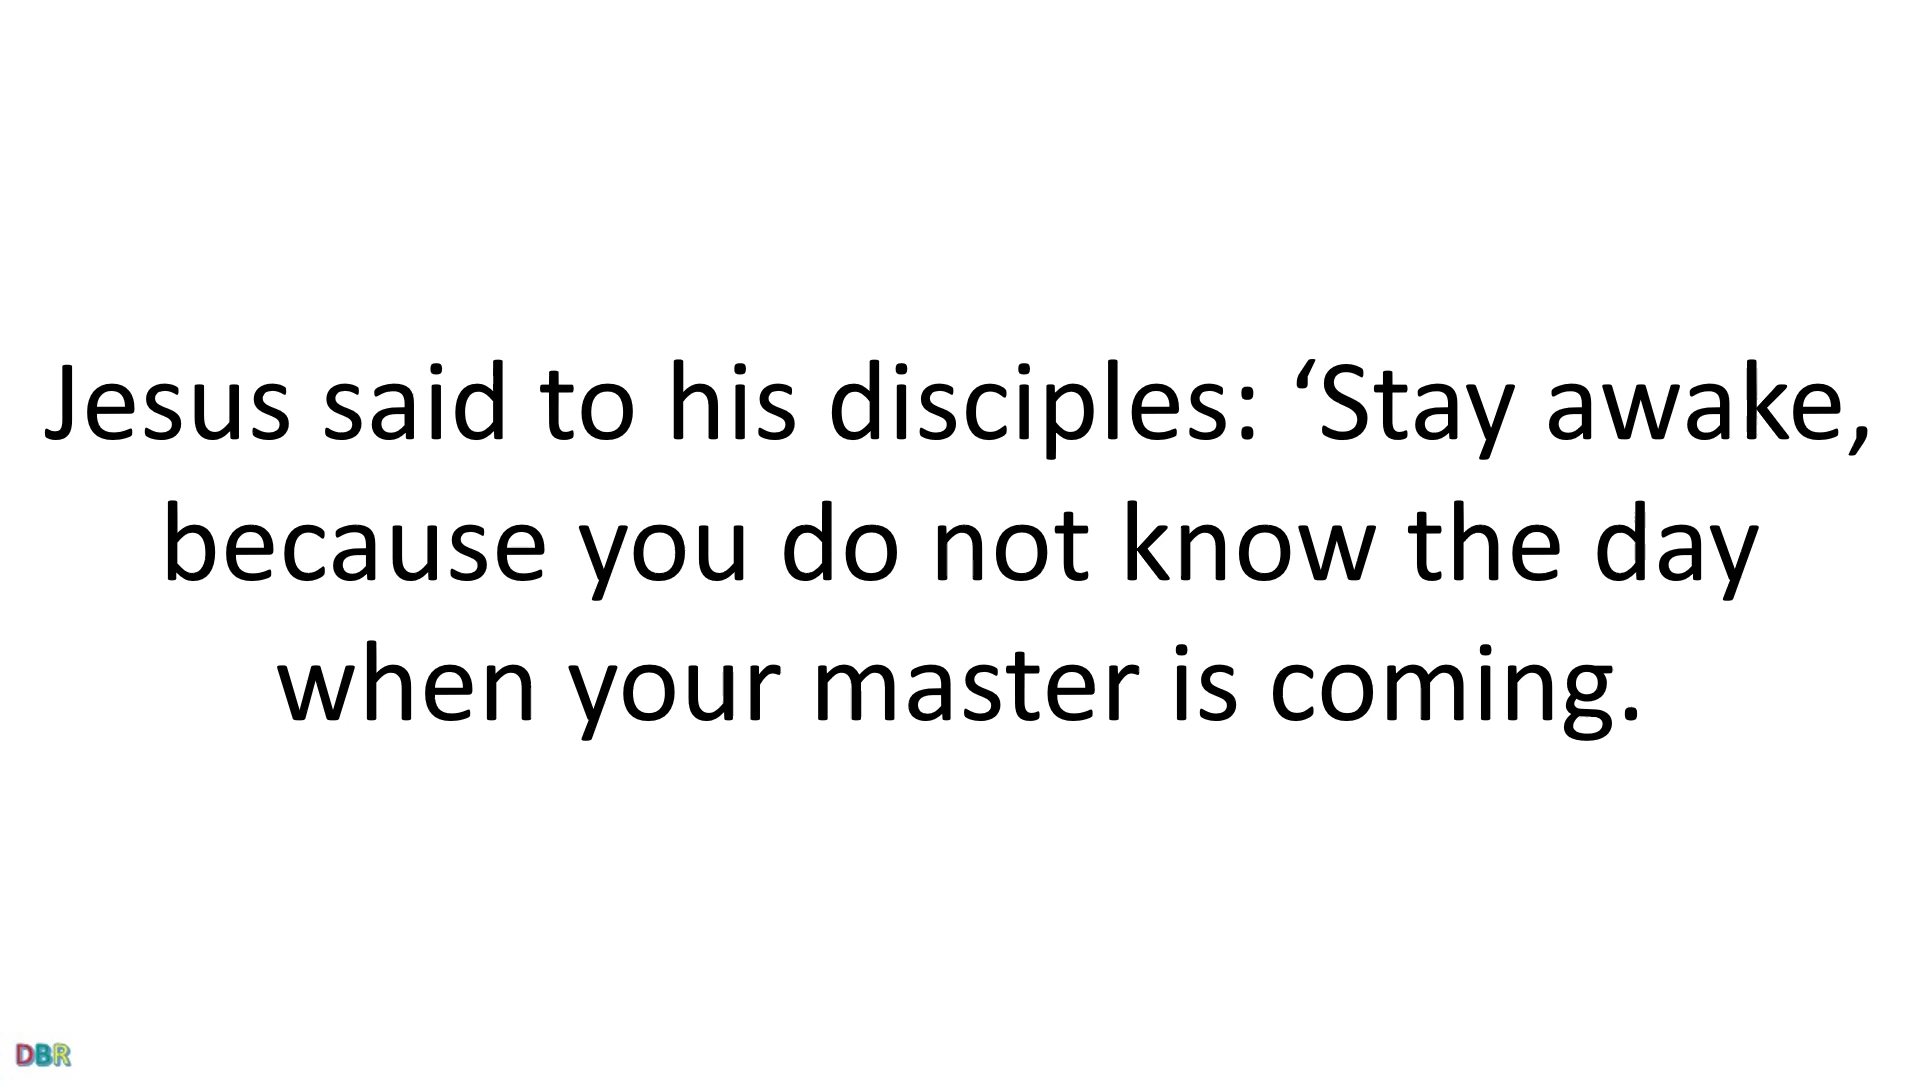 Jesus said to his disciples: ‘Stay awake,
because you do not know the day
when your master is coming.
DBR